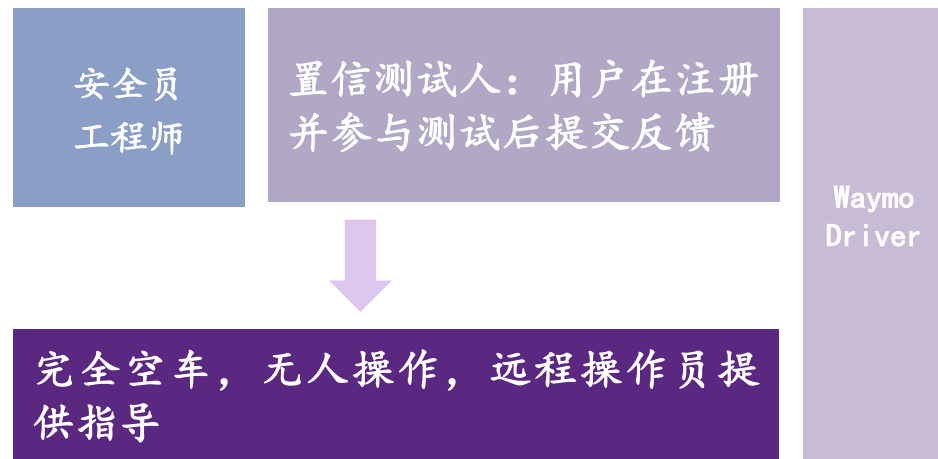 安全员
工程师
置信测试人：用户在注册
并参与测试后提交反馈
Waymo
Driver
完全空车，无人操作，远程操作员提
供指导